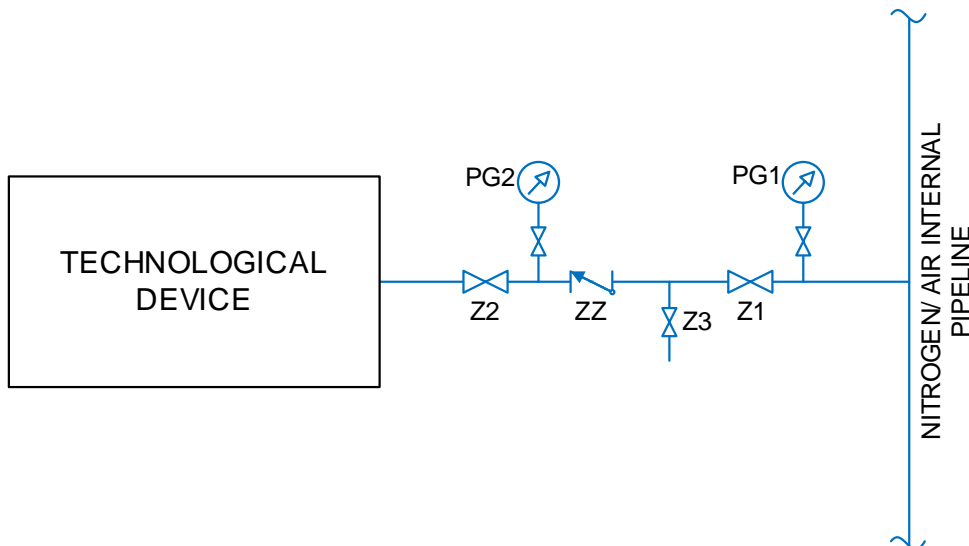 PG2
PG1
TECHNOLOGICAL
DEVICE
Z2
ZZ
Z3
Z1
NITROGEN/ AIR INTERNAL
PIPELINE